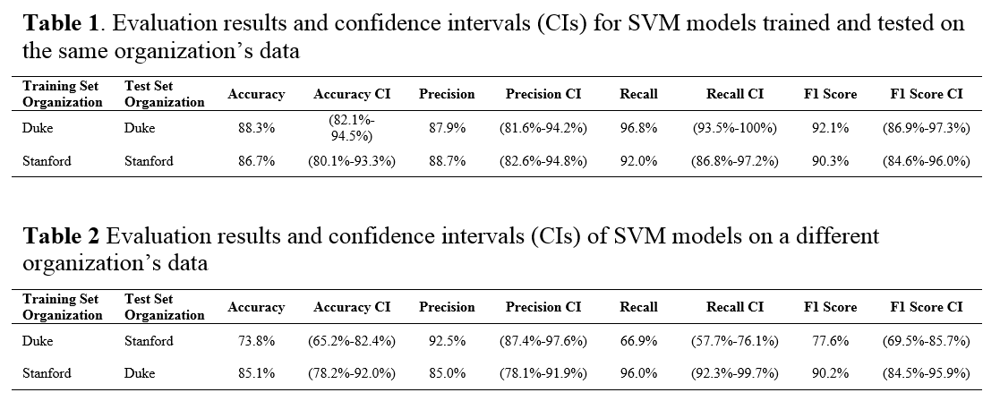 Table 1. Evaluation results and confidence intervals (CIs) for SVM models trained and tested on
the same organization's data
Training Set Organization Test Set Organization Accuracy Accuracy CI Precision Precision CI Recall Recall CI F1 Score F1 Score CI
Duke Duke 88.3% (82.1%-94.5%) 87.9% (81.6%-94.2%) 96.8% (93.5%-100%) 92.1% (86.9%-97.3%)
Stanford Stanford 86.7% (80.1%-93.3%) 88.7% (82.6%-94.8%) 92.0% (86.8%-97.2%) 90.3% (84.6%-96.0%)
Table 2 Evaluation results and confidence intervals (CIs) of SVM models on a different
organization's data
Training Set Organization Test Set Organization Accuracy Accuracy CI Precision Precision CI Recall Recall CI F1 Score F1 Score CI
Duke Stanford 73.8% (65.2%-82.4%) 92.5% (87.4%-97.6%) 66.9% (57.7%-76.1%) 77.6% (69.5%-85.7%)
Stanford Duke 85.1% (78.2%-92.0%) 85.0% (78.1%-91.9%) 96.0% (92.3%-99.7%) 90.2% (84.5%-95.9%)